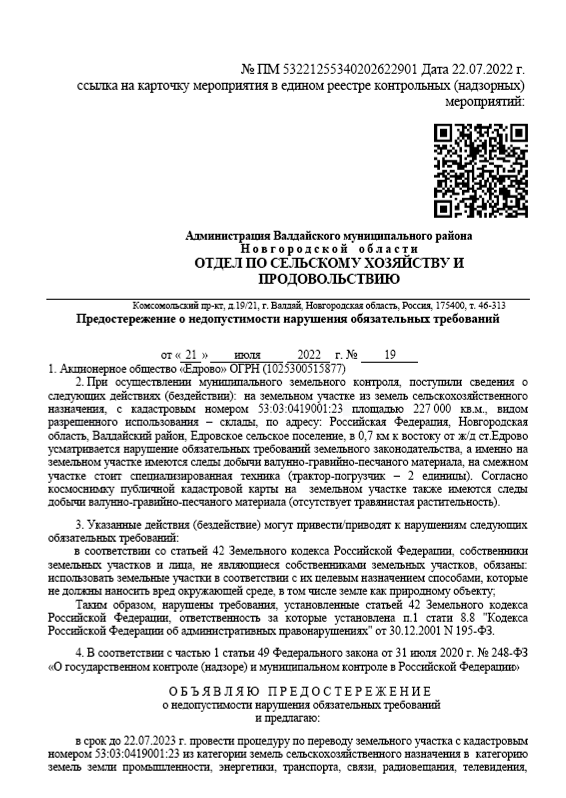 № ПМ 53221255340202622901 Дата 22.07.2022 г.
ссылка на карточку мероприятия в едином реестре контрольных (надзорных)
мероприятий:
Администрация Валдайского муниципального района
Новгородской области
ОТДЕЛ ПО СЕЛЬСКОМУ ХОЗЯЙСТВУ И
ПРОДОВОЛЬСТВИЮ
Комсомольский пр-кт, д.19/21, г. Валдай, Новгородская область, Россия, 175400, т. 46-313
Предостережение о недопустимости нарушения обязательных требований
от « 21 » июля 2022 г. № 19
1. Акционерное общество «Едрово» ОГРН (1025300515877)
2. При осуществлении муниципального земельного контроля, поступили сведения о
следующих действиях (бездействии): на земельном участке из земель сельскохозяйственного
назначения, с кадастровым номером 53:03:0419001:23 площадью 227 000 кв.м., видом
разрешенного использования – склады, по адресу: Российская Федерация, Новгородская
область, Валдайский район, Едровское сельское поселение, в 0,7 км к востоку от ж/д ст.Едрово
усматривается нарушение обязательных требований земельного законодательства, а именно на
земельном участке имеются следы добычи валунно-гравийно-песчаного материала, на смежном
участке стоит специализированная техника (трактор-погрузчик – 2 единицы). Согласно
космоснимку публичной кадастровой карты на земельном участке также имеются следы
добычи валунно-гравийно-песчаного материала (отсутствует травянистая растительность).
3. Указанные действия (бездействие) могут привести/приводят к нарушениям следующих
обязательных требований:
в соответствии со статьей 42 Земельного кодекса Российской Федерации, собственники
земельных участков и лица, не являющиеся собственниками земельных участков, обязаны:
использовать земельные участки в соответствии с их целевым назначением способами, которые
не должны наносить вред окружающей среде, в том числе земле как природному объекту;
Таким образом, нарушены требования, установленные статьей 42 Земельного кодекса
Российской Федерации, ответственность за которые установлена п.1 стати 8.8 "Кодекса
Российской Федерации об административных правонарушениях" от 30.12.2001 N 195-ФЗ.
4. В соответствии с частью 1 статьи 49 Федерального закона от 31 июля 2020 г. № 248-ФЗ
«О государственном контроле (надзоре) и муниципальном контроле в Российской Федерации»
ОБЪЯВЛЯЮ ПРЕДОСТЕРЕЖЕНИЕ
о недопустимости нарушения обязательных требований
и предлагаю:
в срок до 22.07.2023 г. провести процедуру по переводу земельного участка с кадастровым
номером 53:03:0419001:23 из категории земель сельскохозяйственного назначения в категорию
земель земли промышленности, энергетики, транспорта, связи, радиовещания, телевидения,